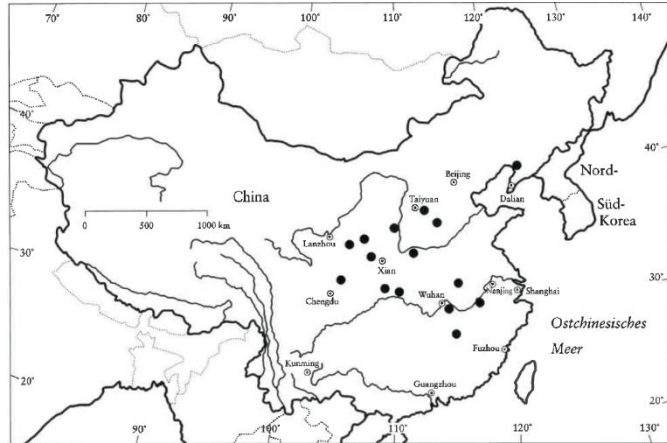 70° 80° 90° 100° 110° 120° 130° 140°
40°
Beijing
40°
Nord-
Taiyuan
Dalian
China
Süd-
Korea
0 500 1000 km
Lanzhou
30°
Xian
30°
Chengdu
Wuhan
Nanjing
Shanghai
Ostchinesisches
Meer
Fuzhou
Kunming
20°
Guangzhou
20°
90° 100° 110° 120° 130°